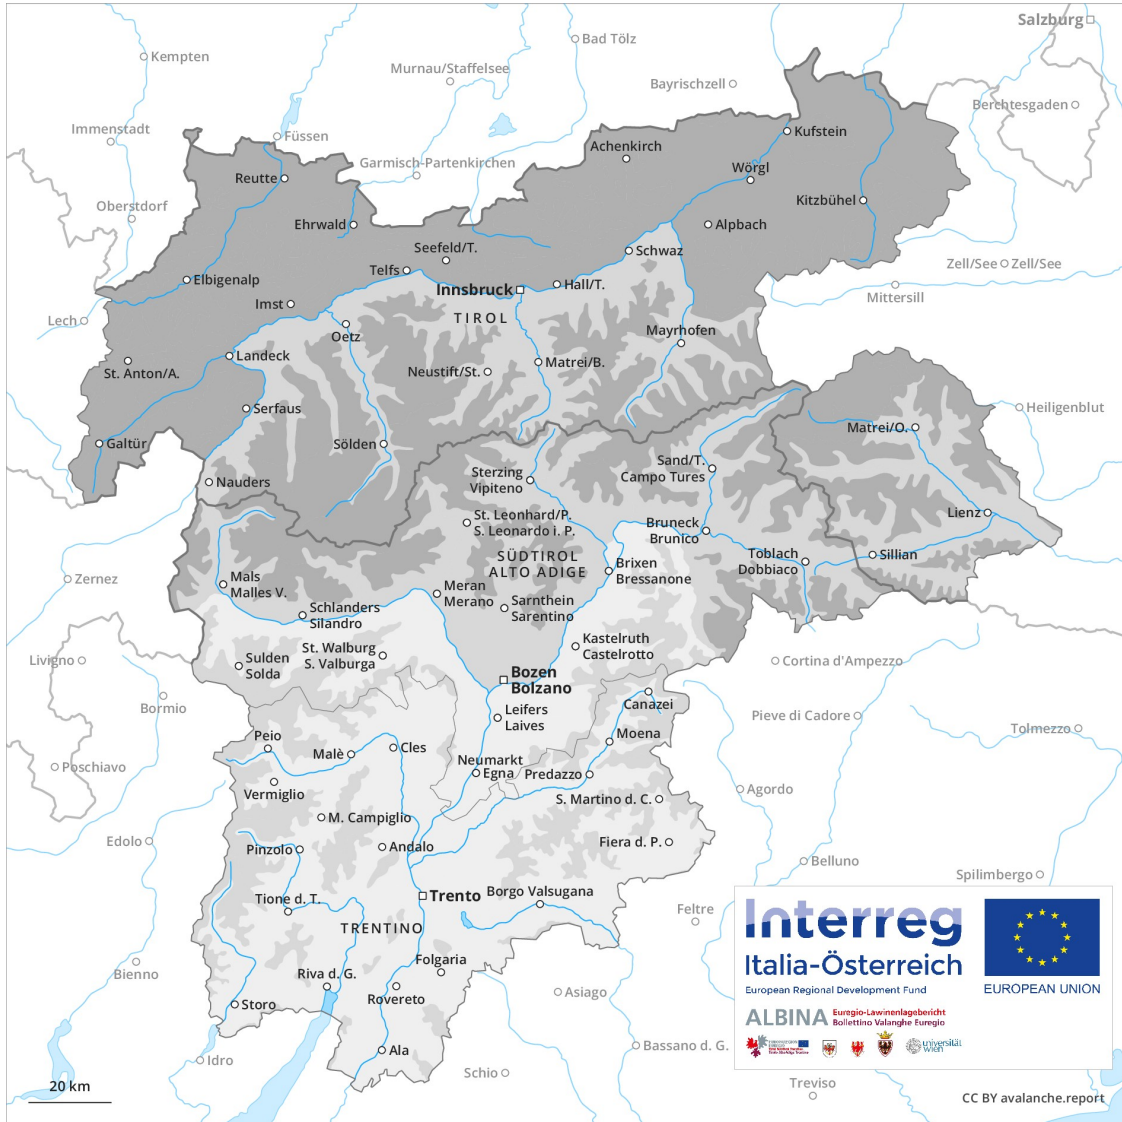 Salzburg
Bad Tölz
Kempten
Murnau/Staffelsee
Bayrischzell
Berchtesgaden
Immenstadt
Füssen
Kufstein
Achenkirch
Garmisch-Partenkirchen
Wörgl
Reutte
Kitzbühel
Oberstdorf
Ehrwald
Alpbach
Seefeld/T.
Schwaz
Zell/See
Zell/See
Telfs
Elbigenalp
Innsbruck
Hall/T.
Mittersill
Imst
TIROL
Lech
Oetz
Mayrhofen
Landeck
Matrei/B.
St. Anton/A.
Neustift/St.
Serfaus
Heiligenblut
Matrei/O.
Galtür
Sölden
Sand/T.
Campo Tures
Sterzing
Vipiteno
Nauders
St. Leonhard/P.
S. Leonardo i. P.
Lienz
Bruneck
Brunico
SÜDTIROL
ALTO ADIGE
Toblach
Dobbiaco
Sillian
Brixen
Bressanone
Zernez
Mals
Malles V.
Meran
Merano
Sarnthein
Sarentino
Schlanders
Silandro
Kastelruth
Castelrotto
St. Walburg
S. Valburga
Livigno
Sulden
Solda
Cortina d'Ampezzo
Bozen
Bolzano
Canazei
Bormio
Leifers
Laives
Pieve di Cadore
Tolmezzo
Peio
Moena
Malè
Cles
Neumarkt
Egna
Predazzo
Poschiavo
Vermiglio
Agordo
S. Martino d. C.
M. Campiglio
Edolo
Pinzolo
Andalo
Fiera d. P.
Belluno
Spilimbergo
Tione d. T.
Trento
Borgo Valsugana
Feltre
TRENTINO
Bienno
Folgaria
Riva d. G.
Rovereto
Asiago
Storo
Idro
Ala
Bassano d. G.
Schio
Treviso
Interreg
Italia-Österreich
European Regional Development Fund
EUROPEAN UNION
ALBINA
Euregio-Lawinenlagebericht
Bollettino Valanghe Euregio
universität
wien
20 km
CC BY avalanche.report